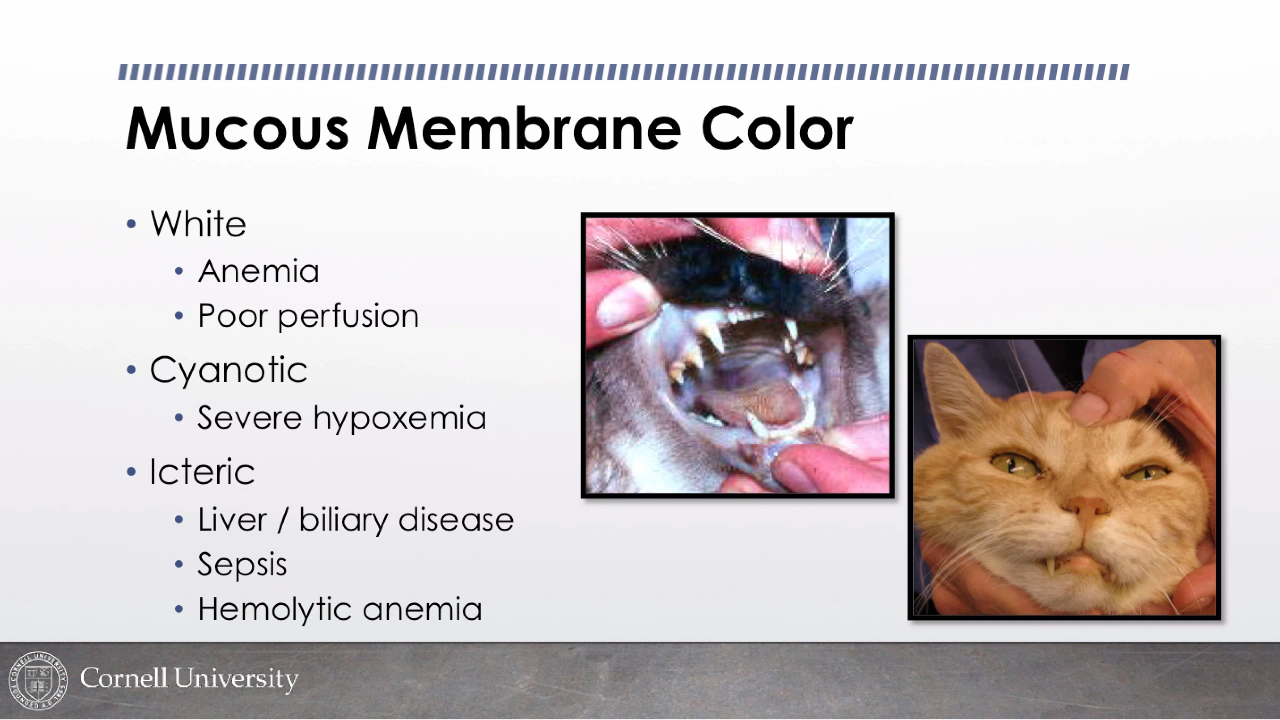 Mucous Membrane Color
• White
• Anemia
• Poor perfusion
• Cyanotic
• Severe hypoxemia
• Icteric
• Liver / biliary disease
• Sepsis
• Hemolytic anemia
Cornell University